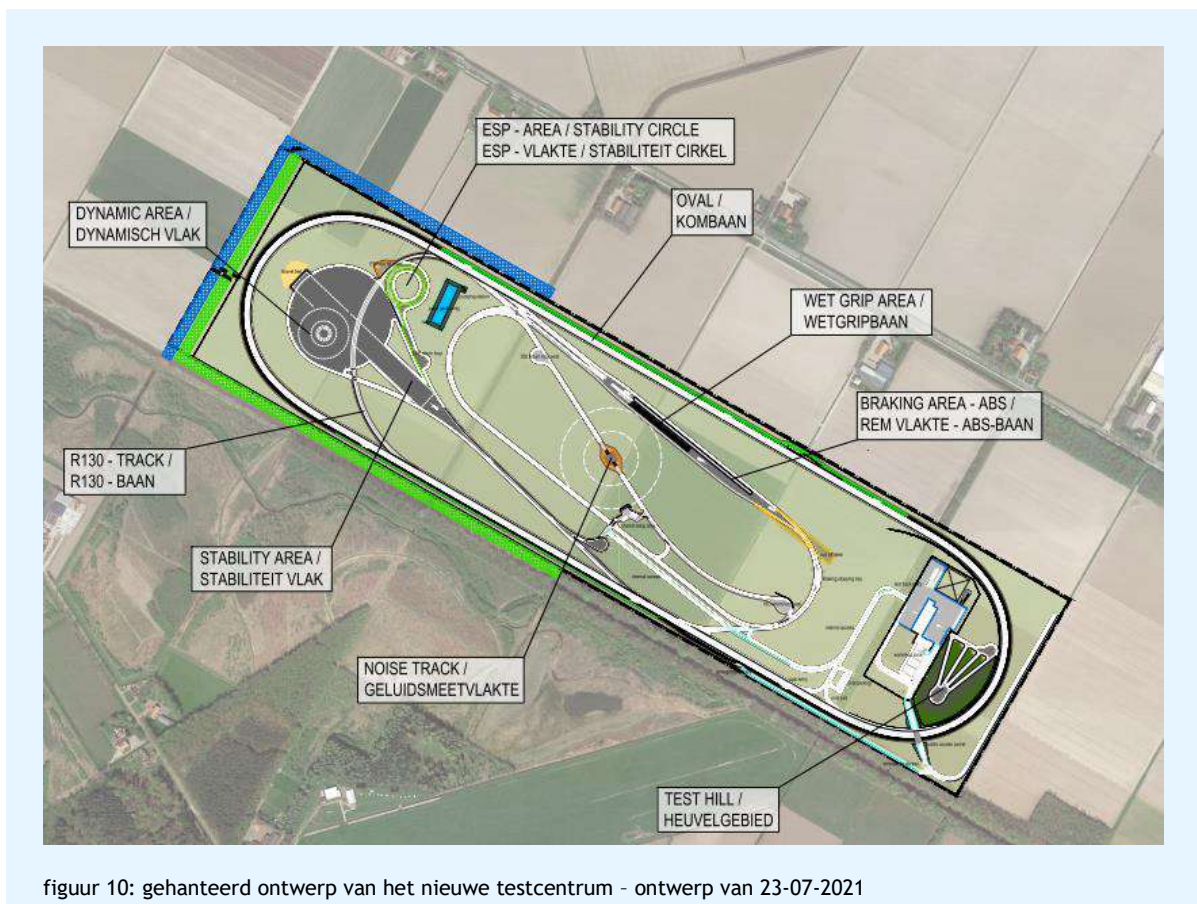 ESP - AREA / STABILITY CIRCLE
ESP - VLAKTE / STABILITEIT CIRKEL
DYNAMIC AREA /
DYNAMISCH VLAK
OVAL /
KOMBAAN
WET GRIP AREA /
WETGRIPBAAN
BRAKING AREA - ABS /
REM VLAKTE - ABS-BAAN
R130 - TRACK /
R130 - BAAN
STABILITY AREA /
STABILITEIT VLAK
NOISE TRACK /
GELUIDSMEETVLAKTE
TEST HILL /
HEUVELGEBIED
figuur 10: gehanteerd ontwerp van het nieuwe testcentrum – ontwerp van 23-07-2021